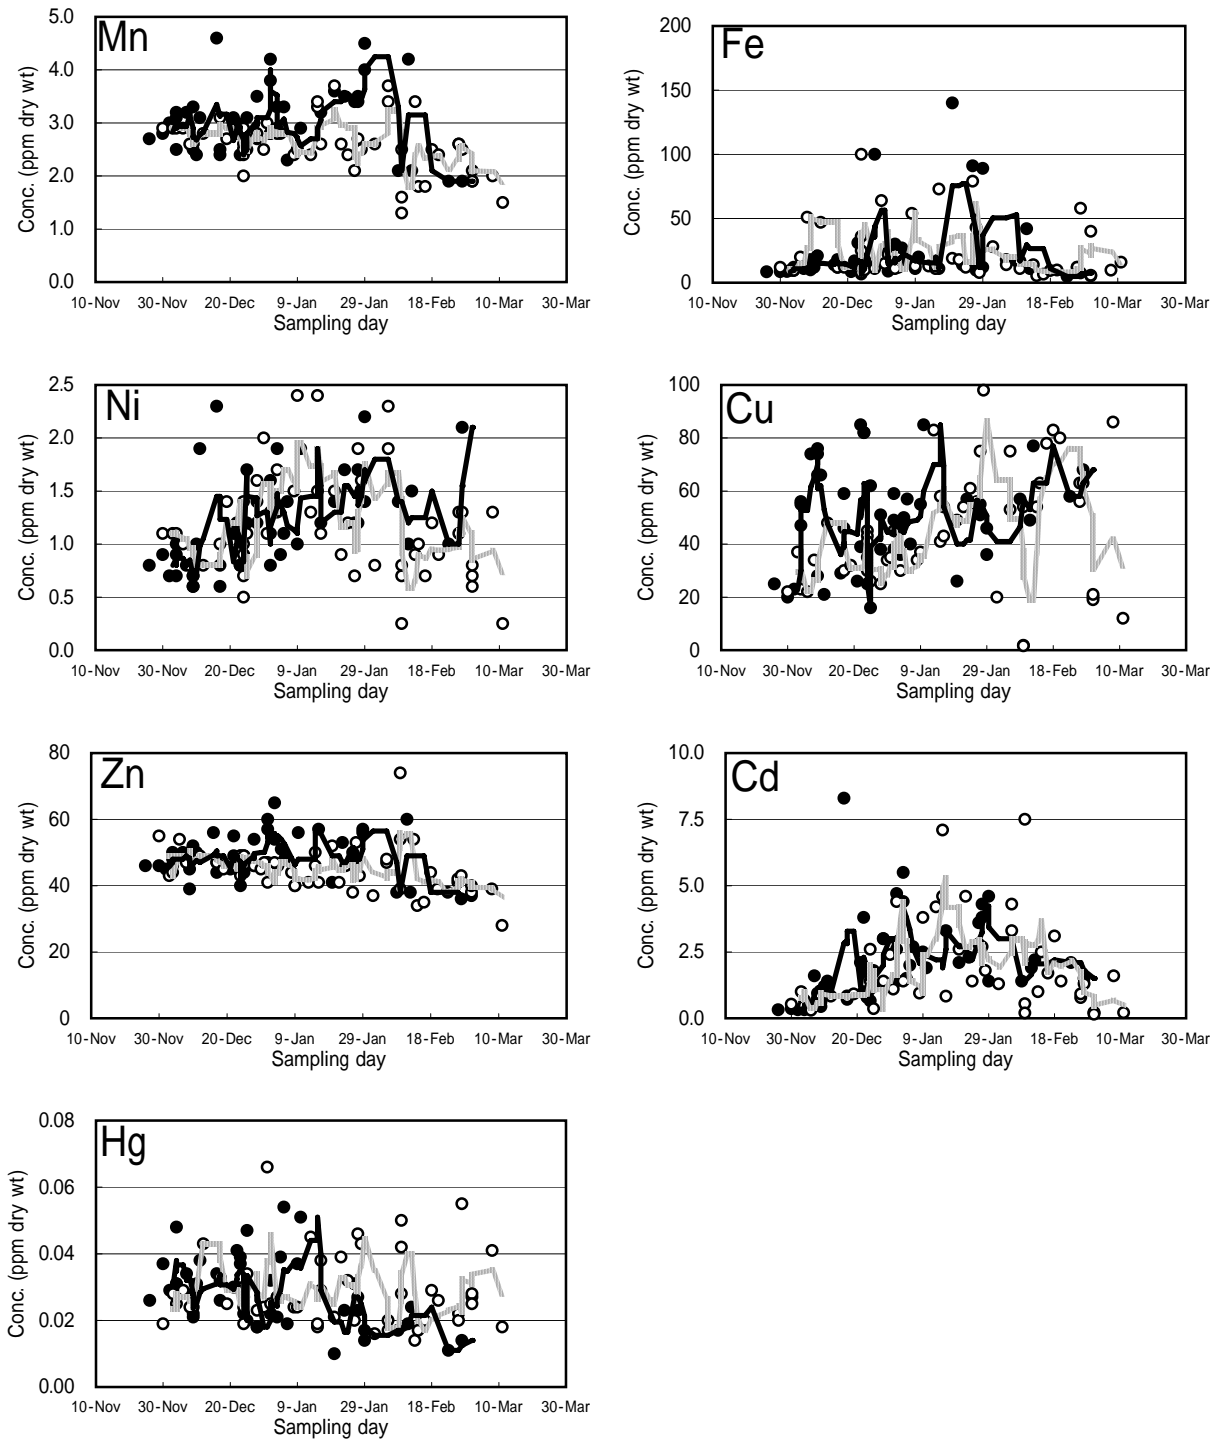 Mn
Conc. (ppm dry wt)
5.0
4.0
3.0
2.0
1.0
0.0
10-Nov 30-Nov 20-Dec 9-Jan 29-Jan 18-Feb 10-Mar 30-Mar
Sampling day
Fe
Conc. (ppm dry wt)
200
150
100
50
0
10-Nov 30-Nov 20-Dec 9-Jan 29-Jan 18-Feb 10-Mar 30-Mar
Sampling day
Ni
Conc. (ppm dry wt)
2.5
2.0
1.5
1.0
0.5
0.0
10-Nov 30-Nov 20-Dec 9-Jan 29-Jan 18-Feb 10-Mar 30-Mar
Sampling day
Cu
Conc. (ppm dry wt)
100
80
60
40
20
0
10-Nov 30-Nov 20-Dec 9-Jan 29-Jan 18-Feb 10-Mar 30-Mar
Sampling day
Zn
Conc. (ppm dry wt)
80
60
40
20
0
10-Nov 30-Nov 20-Dec 9-Jan 29-Jan 18-Feb 10-Mar 30-Mar
Sampling day
Cd
Conc. (ppm dry wt)
10.0
7.5
5.0
2.5
0.0
10-Nov 30-Nov 20-Dec 9-Jan 29-Jan 18-Feb 10-Mar 30-Mar
Sampling day
Hg
Conc. (ppm dry wt)
0.08
0.06
0.04
0.02
0.00
10-Nov 30-Nov 20-Dec 9-Jan 29-Jan 18-Feb 10-Mar 30-Mar
Sampling day